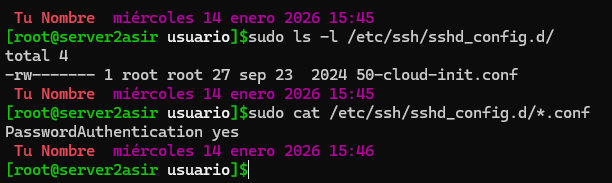 Tu Nombre  miércoles 14 enero 2026 15:45
[root@server2asir usuario]$sudo ls -l /etc/ssh/sshd_config.d/
total 4
-rw------- 1 root root 27 sep 23  2024 50-cloud-init.conf
Tu Nombre  miércoles 14 enero 2026 15:45
[root@server2asir usuario]$sudo cat /etc/ssh/sshd_config.d/*.conf
PasswordAuthentication yes
Tu Nombre  miércoles 14 enero 2026 15:46
[root@server2asir usuario]$